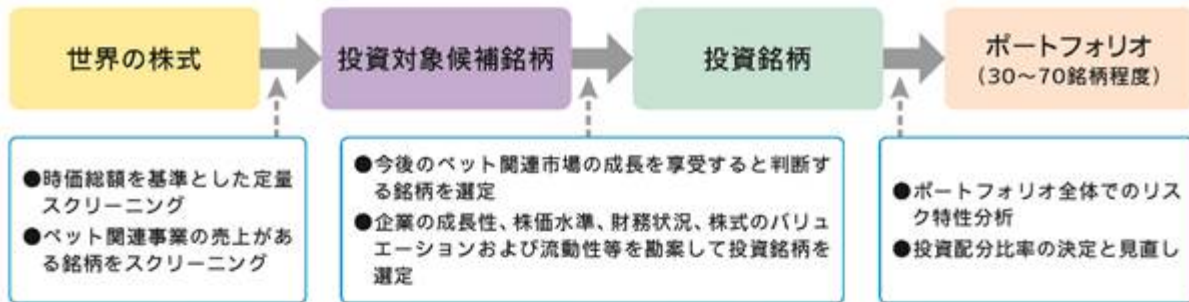 世界の株式
投資対象候補銘柄
投資銘柄
ポートフォリオ
(30～70銘柄程度)
●時価総額を基準とした定量
スクリーニング
●ペット関連事業の売上があ
る銘柄をスクリーニング
●今後のペット関連市場の成長を享受すると判断す
る銘柄を選定
●企業の成長性、株価水準、財務状況、株式のバリュ
エーションおよび流動性等を勘案して投資銘柄を
選定
●ポートフォリオ全体でのリス
ク特性分析
●投資配分比率の決定と見直し